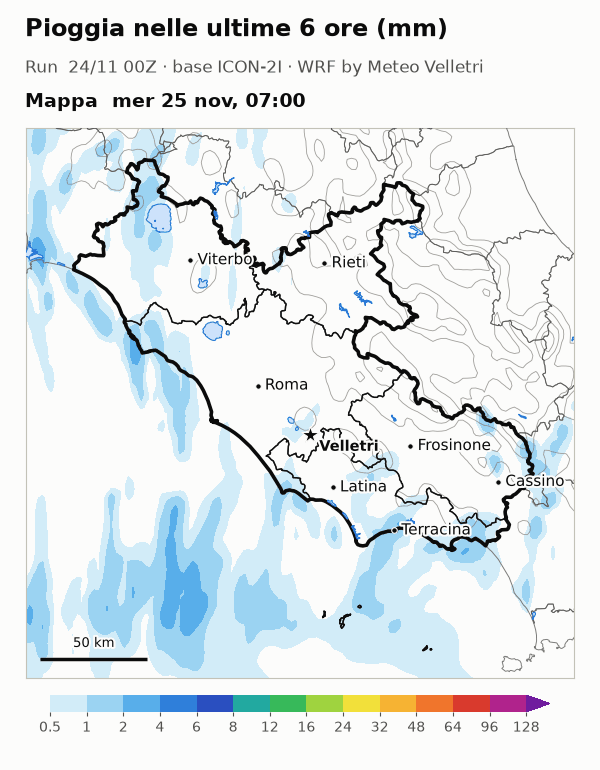 Pioggia nelle ultime 6 ore (mm)
Run  24/11 00Z · base ICON-2I · WRF by Meteo Velletri
Mappa  mer 25 nov, 07:00
Viterbo
Rieti
Roma
Velletri
Frosinone
Cassino
Latina
Terracina
50 km
0.5 1 2 4 6 8 12 16 24 32 48 64 96 128